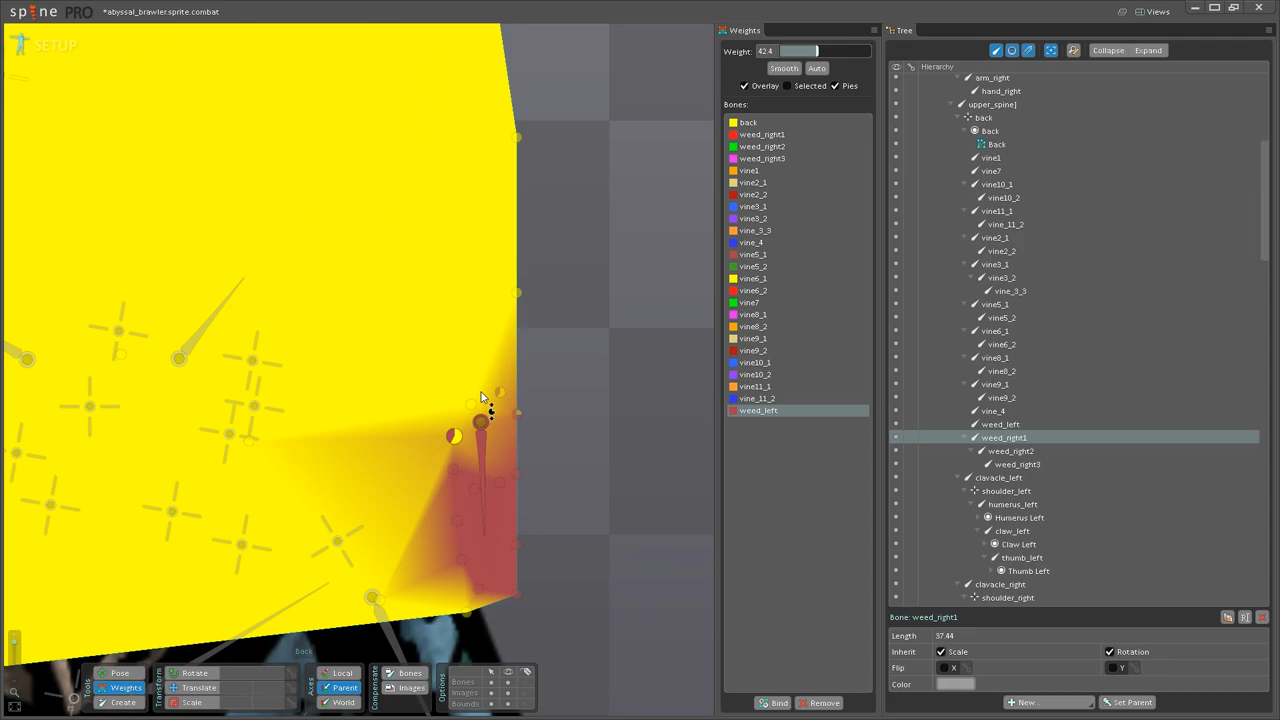 spine PRO
*abyssal_brawler.sprite.combat
Views
SETUP
Weights
Weight: 42.4
Smooth
Auto
Overlay
Selected
Pies
Bones:
back
weed_right1
weed_right2
weed_right3
vine1
vine2_1
vine2_2
vine3_1
vine3_2
vine_3_3
vine_4
vine5_1
vine5_2
vine6_1
vine6_2
vine7
vine8_1
vine8_2
vine9_1
vine9_2
vine10_1
vine10_2
vine11_1
vine_11_2
weed_left
Bind
Remove
Tree
Collapse
Expand
Hierarchy
arm_right
hand_right
upper_spine]
back
Back
Back
vine1
vine7
vine10_1
vine10_2
vine11_1
vine_11_2
vine2_1
vine2_2
vine3_1
vine3_2
vine_3_3
vine5_1
vine5_2
vine6_1
vine6_2
vine8_1
vine8_2
vine9_1
vine9_2
vine_4
weed_left
weed_right1
weed_right2
weed_right3
clavacle_left
shoulder_left
humerus_left
Humerus Left
claw_left
Claw Left
thumb_left
Thumb Left
clavacle_right
shoulder_right
Bone: weed_right1
Length 37.44
Inherit: Scale Rotation
Flip X Y
Color
New...
Set Parent
Back
Tools
Pose
Weights
Create
Transform
Rotate
Translate
Scale
Axes
Local
Parent
World
Compensate
Bones
Images
Options
Bones
Images
Bounds